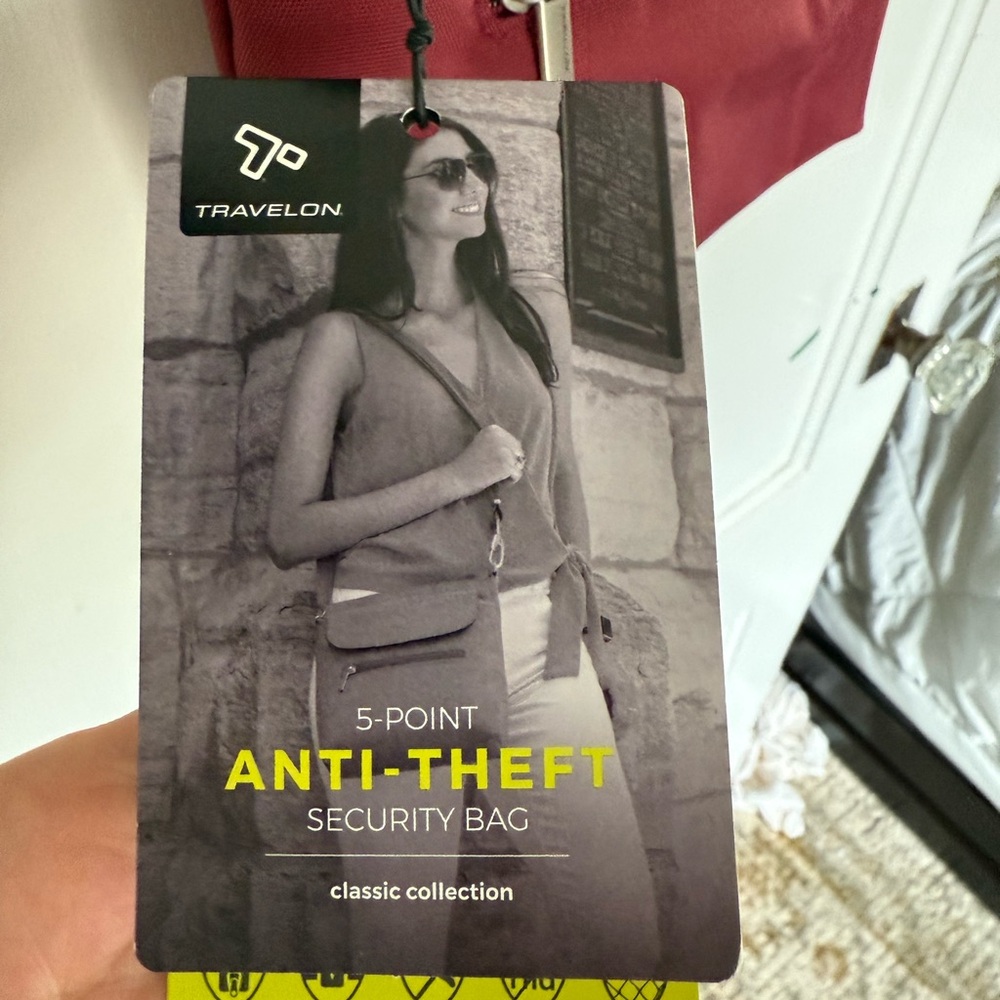 TRAVELON
5-POINT
ANTI-THEFT
SECURITY BAG
classic collection